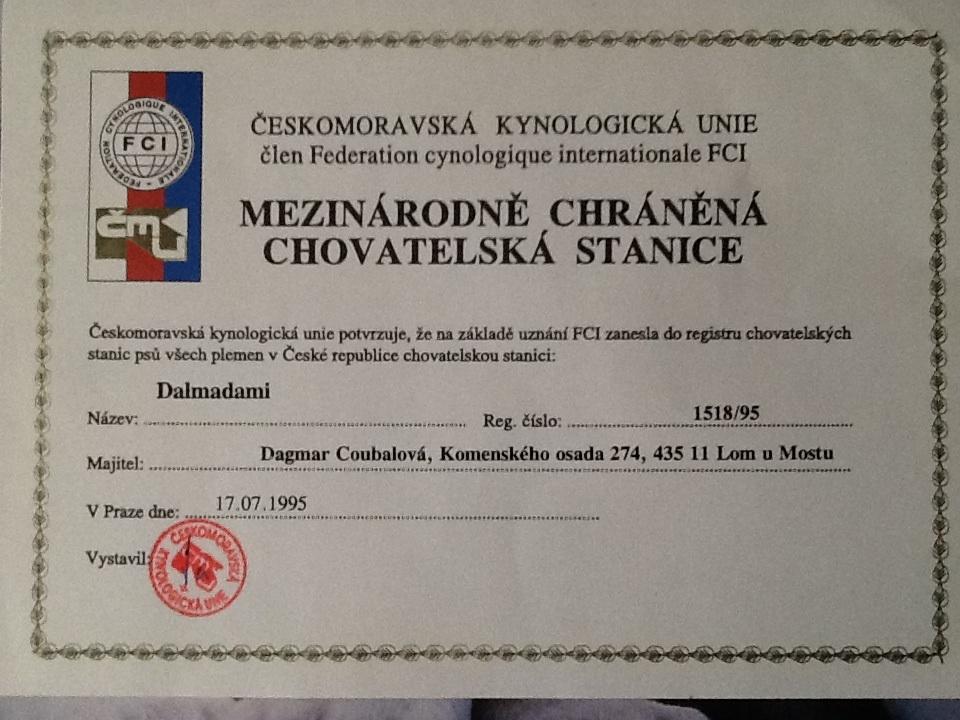 FEDERATION CYNOLOGIQUE INTERNATIONALE
FCI
ČMKU
ČESKOMORAVSKÁ KYNOLOGICKÁ UNIE
člen Federation cynologique internationale FCI
MEZINÁRODNĚ CHRÁNĚNÁ
CHOVATELSKÁ STANICE
Českomoravská kynologická unie potvrzuje, že na základě uznání FCI zanesla do registru chovatelských
stanic psů všech plemen v České republice chovatelskou stanici:
Název: Dalmadami Reg. číslo: 1518/95
Majitel: Dagmar Coubalová, Komenského osada 274, 435 11 Lom u Mostu
V Praze dne: 17.07.1995
Vystavil:
ČESKOMORAVSKÁ KYNOLOGICKÁ UNIE